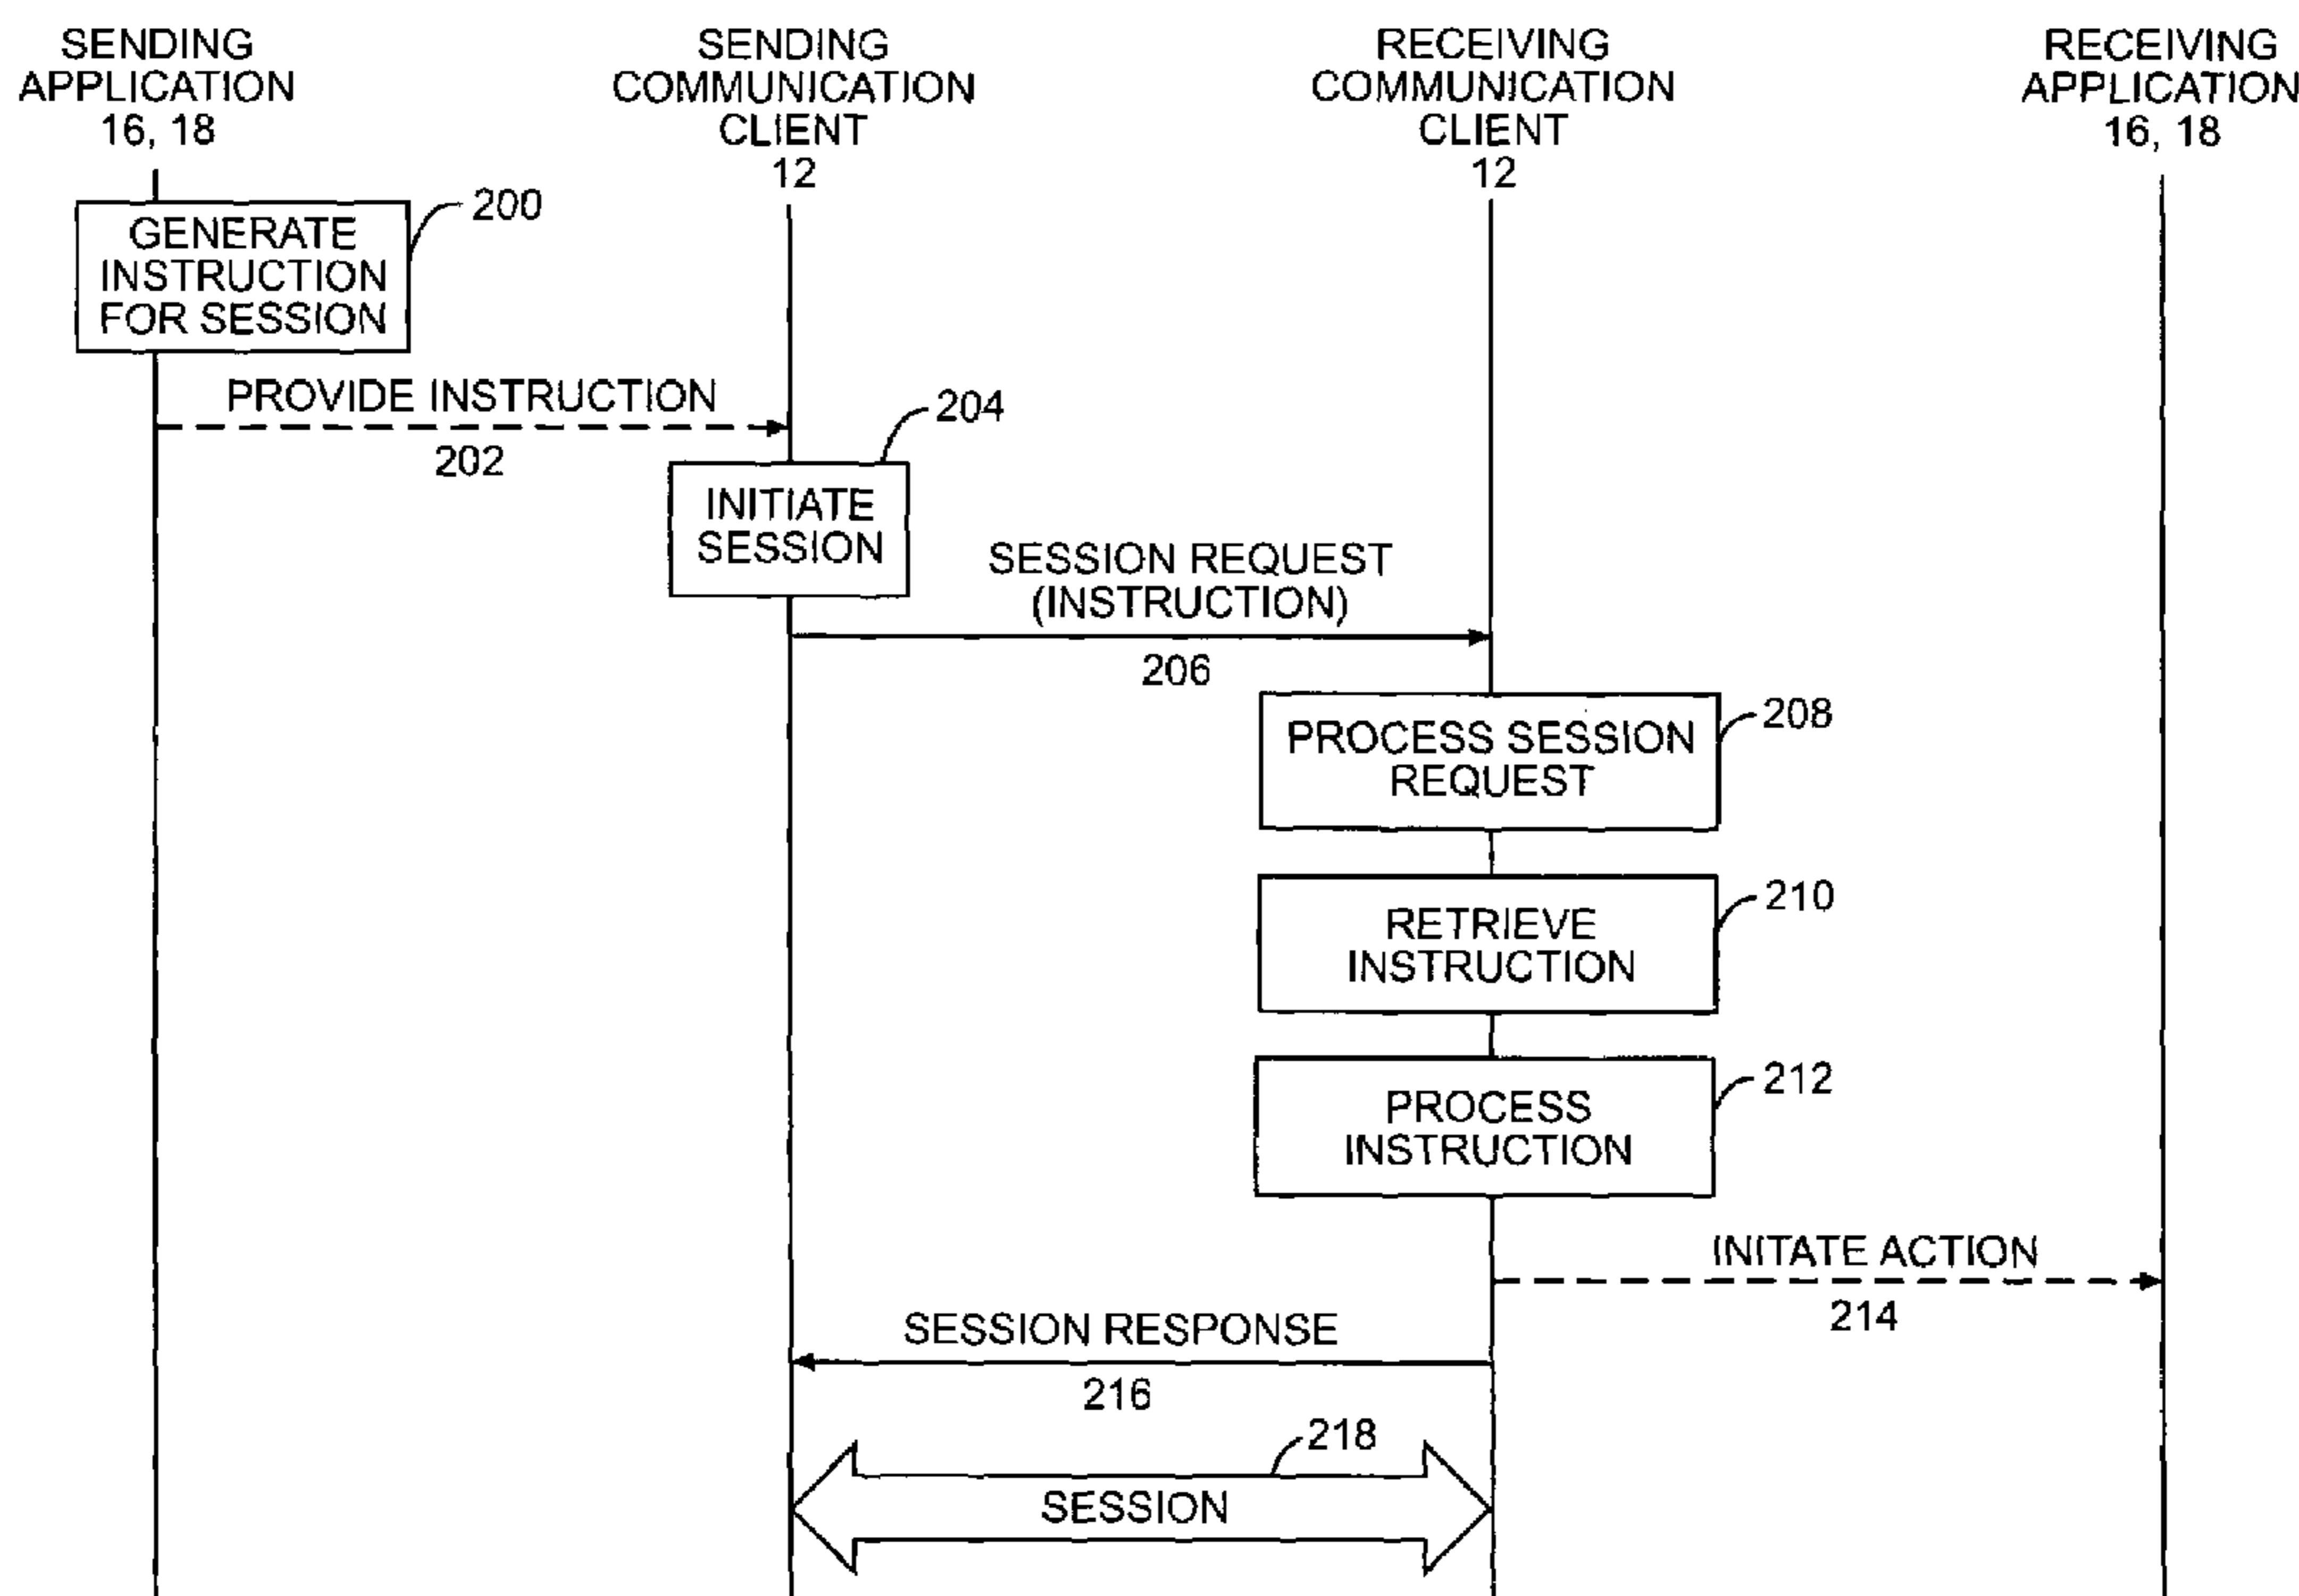 SENDING
APPLICATION
16, 18
SENDING
COMMUNICATION
CLIENT
12
RECEIVING
COMMUNICATION
CLIENT
12
RECEIVING
APPLICATION
16, 18
GENERATE
INSTRUCTION
FOR SESSION
200
PROVIDE INSTRUCTION
202
204
INITIATE
SESSION
SESSION REQUEST
(INSTRUCTION)
206
PROCESS SESSION
REQUEST
208
RETRIEVE
INSTRUCTION
210
PROCESS
INSTRUCTION
212
INITATE ACTION
214
SESSION RESPONSE
216
218
SESSION